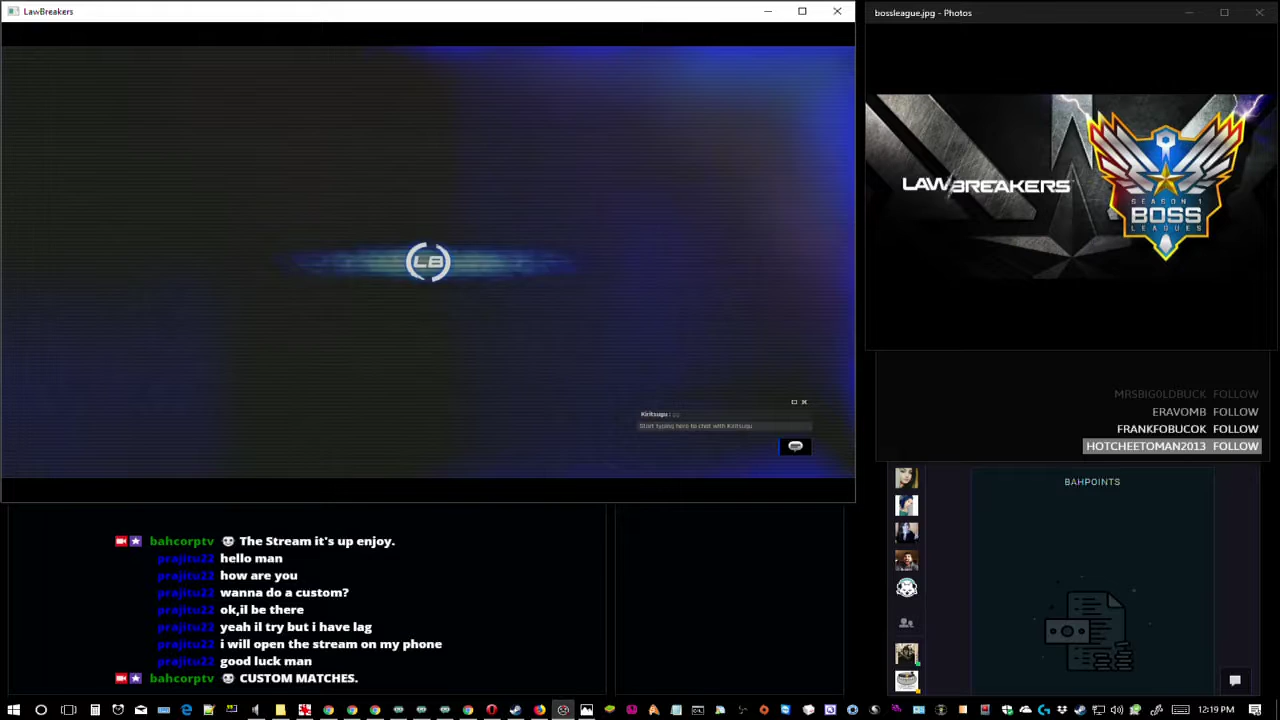 LawBreakers
bossleague.jpg - Photos
LB
LAWBREAKERS
SEASON 1
BOSS
LEAGUES
Kiritsugu : gg
Start typing here to chat with Kiritsugu
MRSBIG0LDBUCK FOLLOW
ERAVOMB FOLLOW
FRANKFOBUCOK FOLLOW
HOTCHEETOMAN2013 FOLLOW
BAHPOINTS
bahcorptv The Stream it's up enjoy.
prajitu22 hello man
prajitu22 how are you
prajitu22 wanna do a custom?
prajitu22 ok,il be there
prajitu22 yeah il try but i have lag
prajitu22 i will open the stream on my phone
prajitu22 good luck man
bahcorptv CUSTOM MATCHES.
12:19 PM